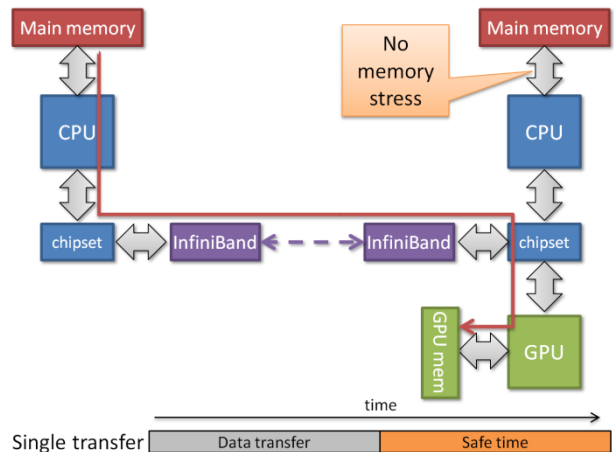 Main memory
Main memory
No
memory
stress
CPU
CPU
chipset
InfiniBand
InfiniBand
chipset
GPU mem
GPU
time
Single transfer
Data transfer
Safe time